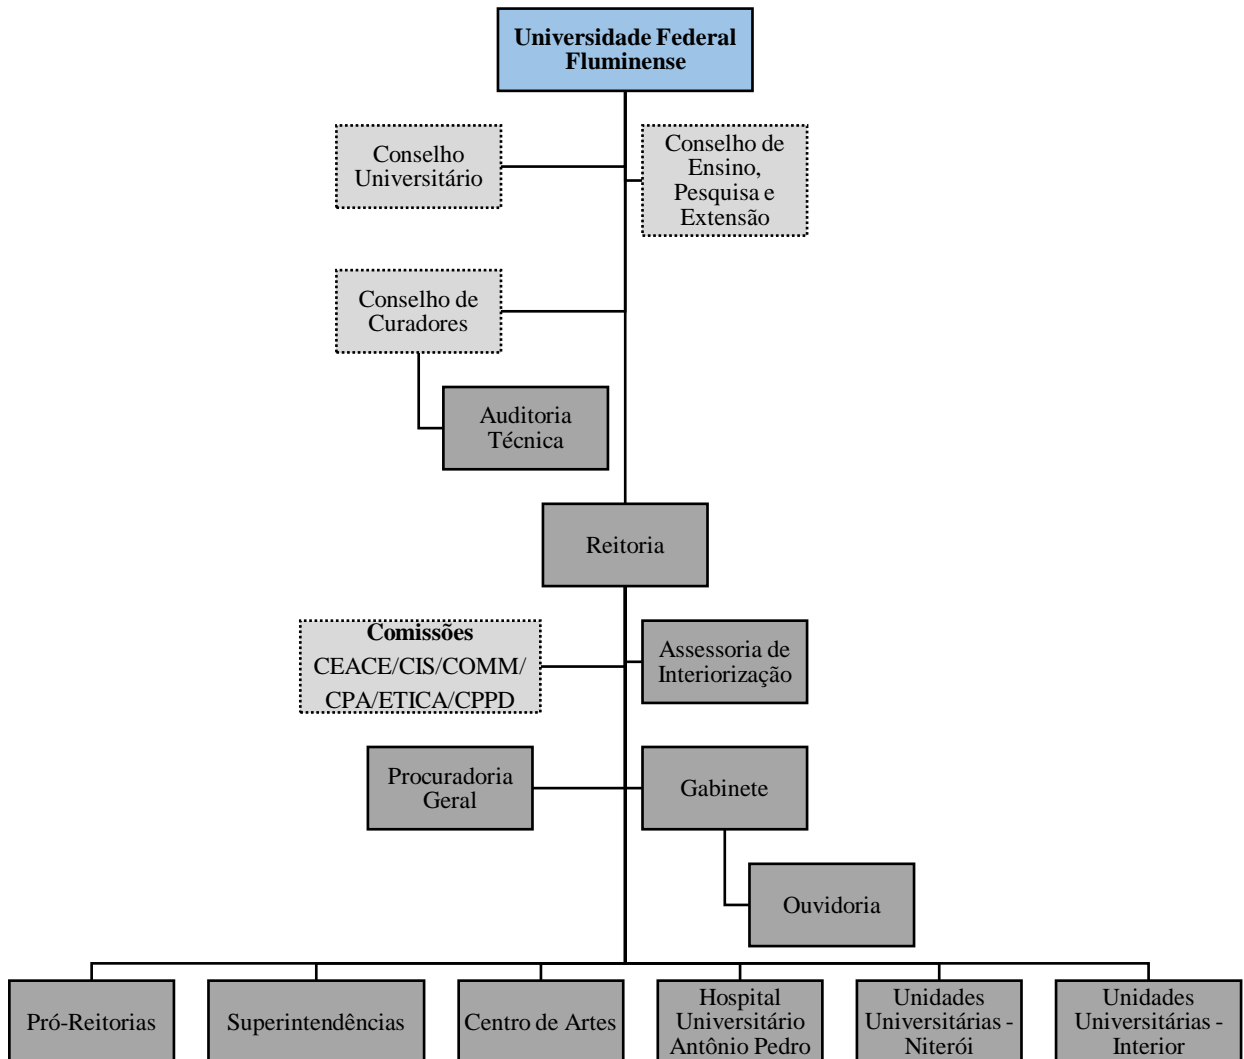 Universidade Federal
Fluminense
Conselho
Universitário
Conselho de
Ensino,
Pesquisa e
Extensão
Conselho de
Curadores
Auditoria
Técnica
Reitoria
Comissões
CEACE/CIS/COMM/
CPA/ETICA/CPPD
Assessoria de
Interiorização
Procuradoria
Geral
Gabinete
Ouvidoria
Pró-Reitorias
Superintendências
Centro de Artes
Hospital
Universitário
Antônio Pedro
Unidades
Universitárias -
Niterói
Unidades
Universitárias -
Interior